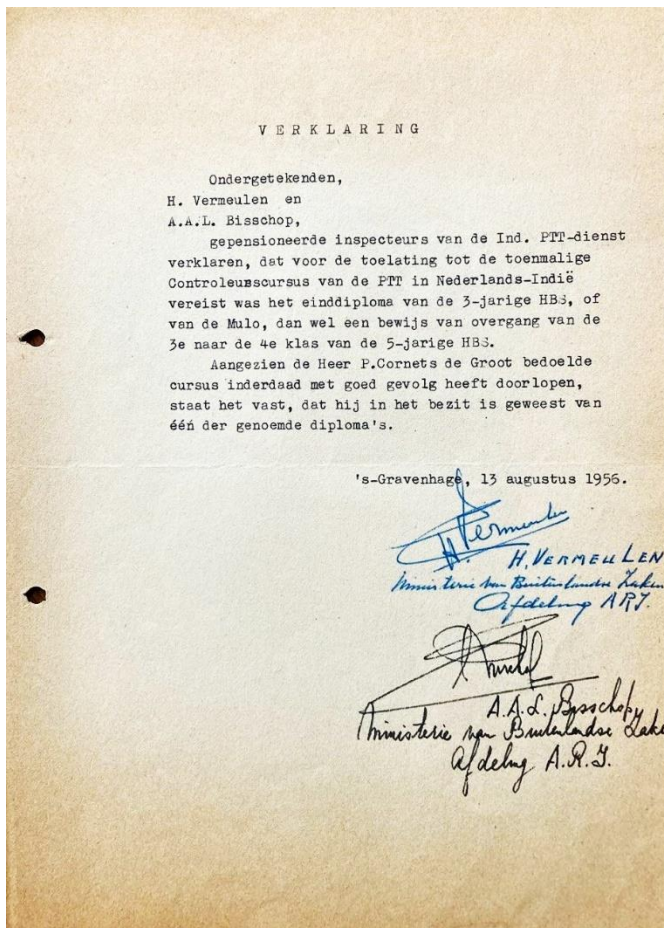 V E R K L A R I N G
Ondergetekenden,
H. Vermeulen en
A.A.L. Bisschop,
gepensioneerde inspecteurs van de Ind. PTT-dienst
verklaren, dat voor de toelating tot de toenmalige
Controleurscursus van de PTT in Nederlands-Indië
vereist was het einddiploma van de 3-jarige HBS, of
van de Mulo, dan wel een bewijs van overgang van de
3e naar de 4e klas van de 5-jarige HBS.
Aangezien de Heer P.Cornets de Groot bedoelde
cursus inderdaad met goed gevolg heeft doorlopen,
staat het vast, dat hij in het bezit is geweest van
één der genoemde diploma's.
's-Gravenhage, 13 augustus 1956.
H Vermeulen
H. VERMEULEN
Ministerie van Buitenlandse Zaken
Afdeling ARI.
A.A.L. Bisschop
Ministerie van Buitenlandse Zake
Afdeling A.R.I.